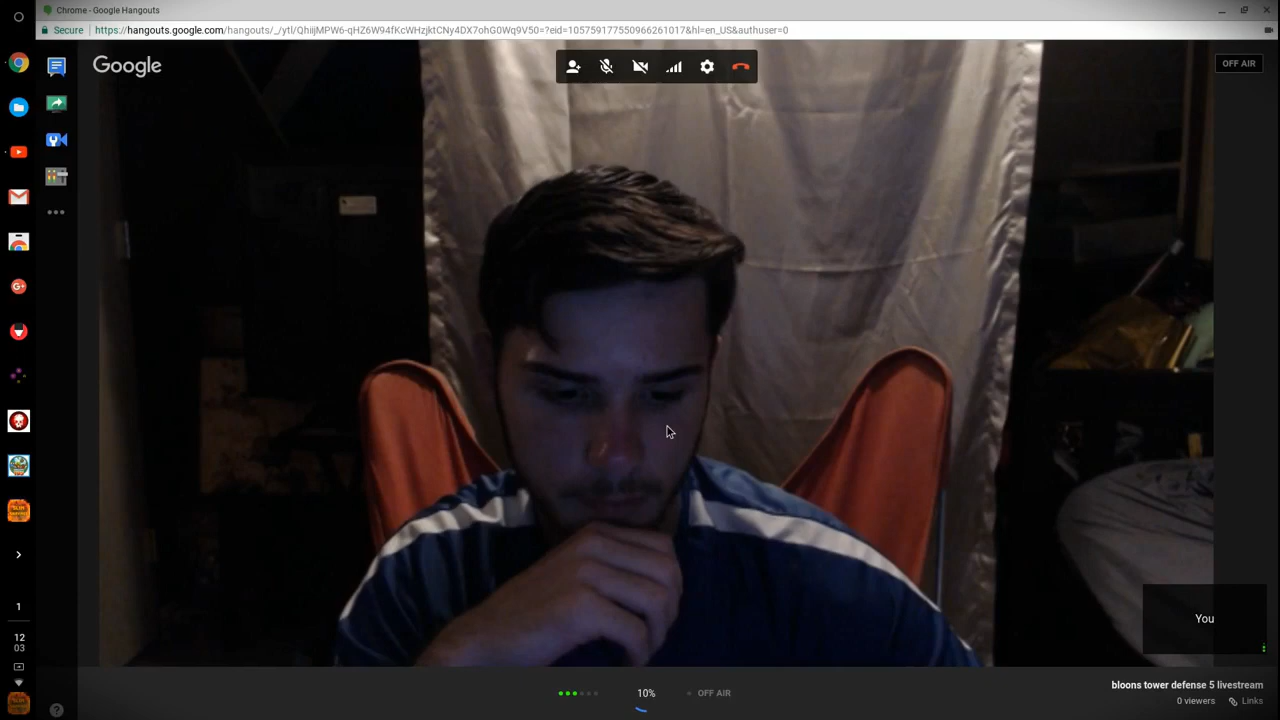 Chrome - Google Hangouts
Secure
https://hangouts.google.com/hangouts/_/ytl/QhiijMPW6-qHZ6W94fKcWHzjktCNy4DX7ohG0Wq9V50=?eid=105759177550966261017&hl=en_US&authuser=0
Google
OFF AIR
1
12
03
You
10%
OFF AIR
bloons tower defense 5 livestream
0 viewers
Links